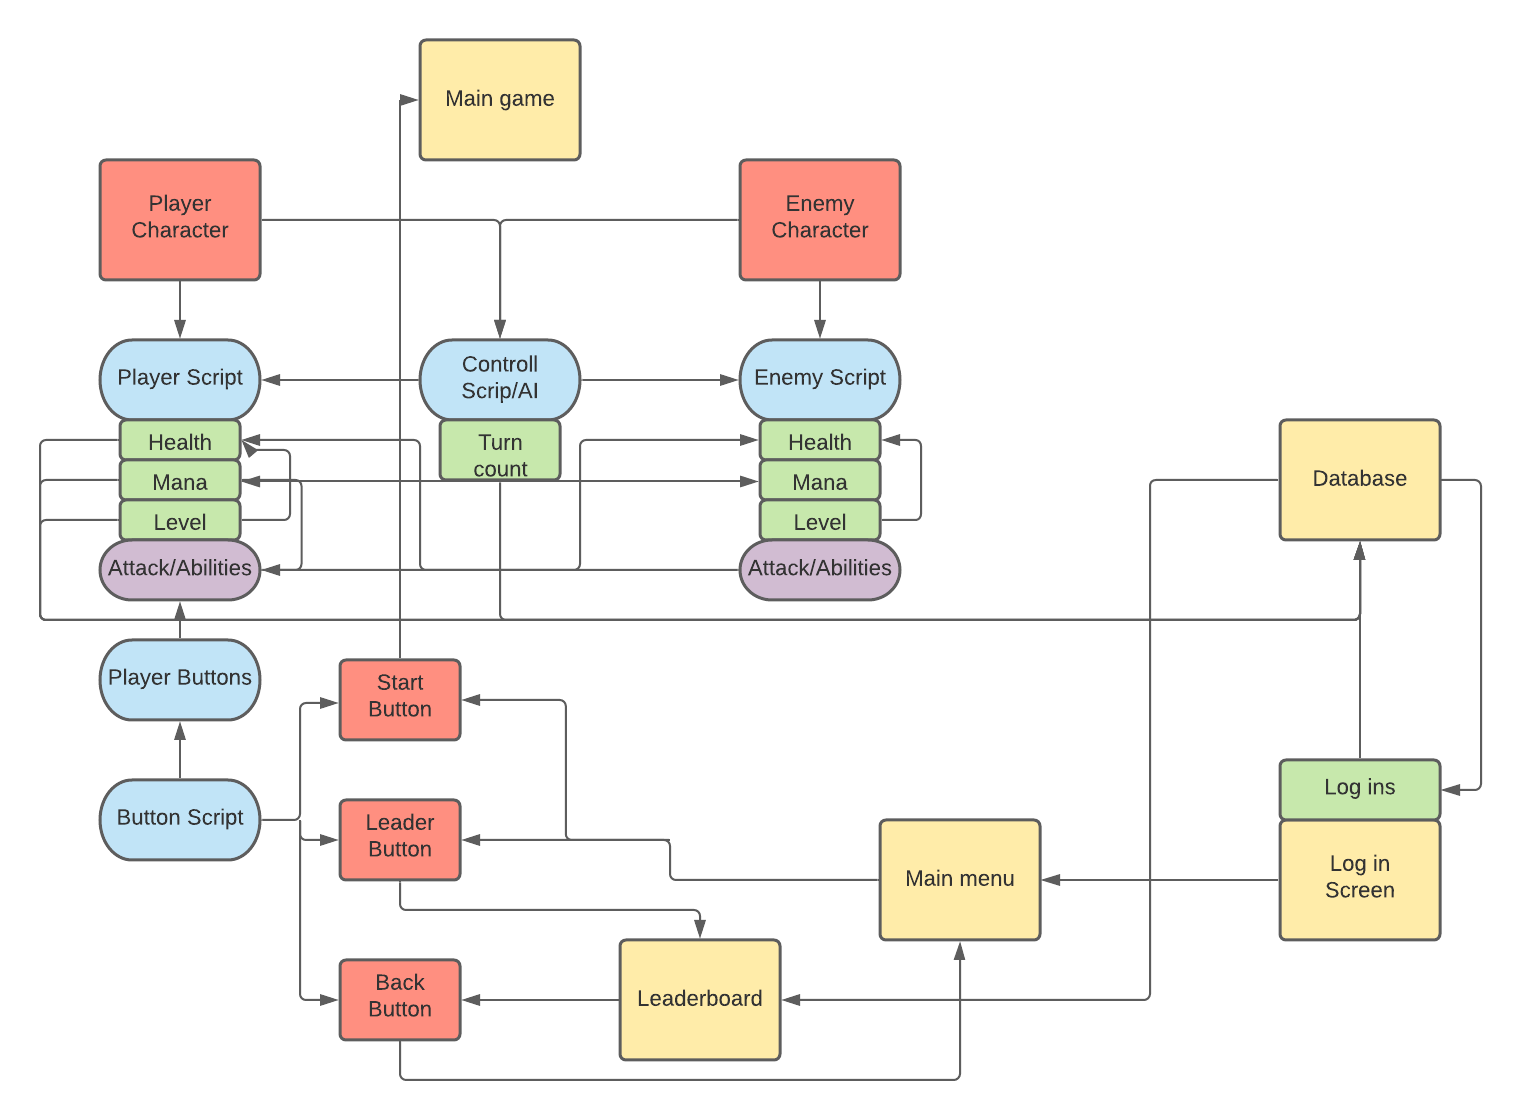 Main game
Player
Character
Enemy
Character
Player Script
Controll
Scrip/AI
Enemy Script
Health
Mana
Level
Attack/Abilities
Turn
count
Health
Mana
Level
Attack/Abilities
Database
Player Buttons
Start
Button
Button Script
Leader
Button
Back
Button
Leaderboard
Main menu
Log ins
Log in
Screen